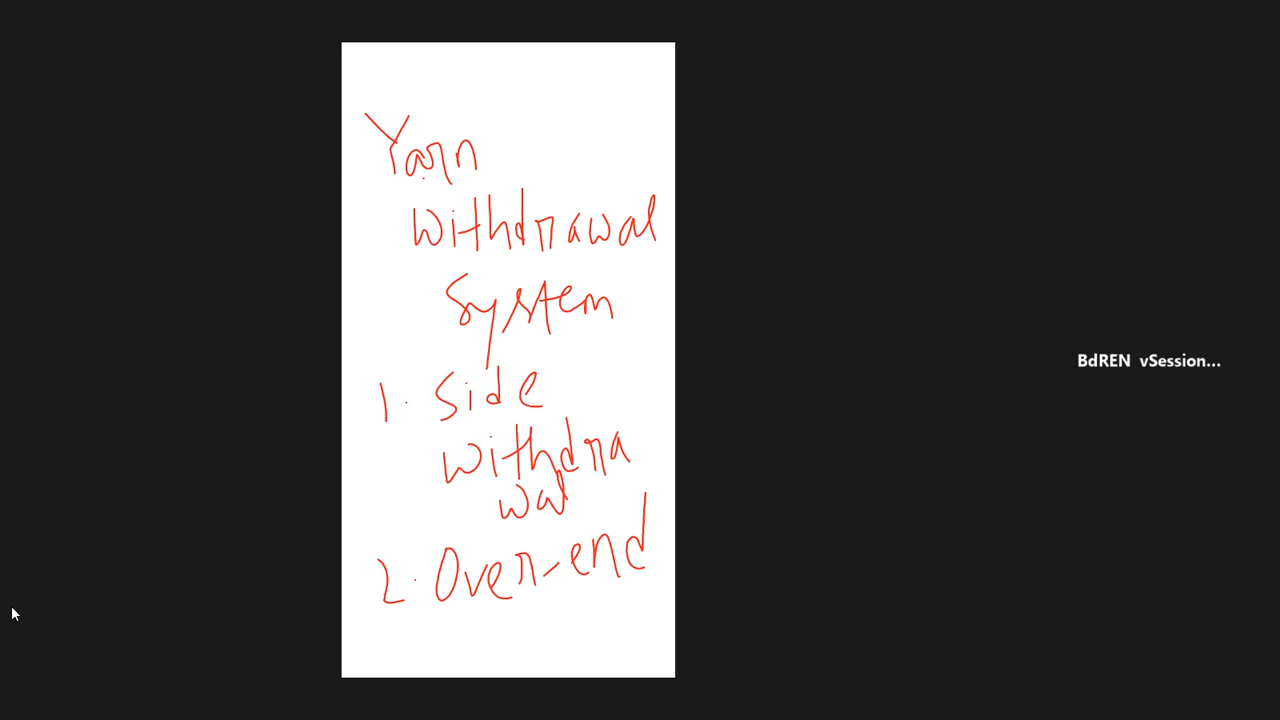 Yarn
withdrawal
System
1. Side
withdra
wal
2. Over-end
BdREN vSession...